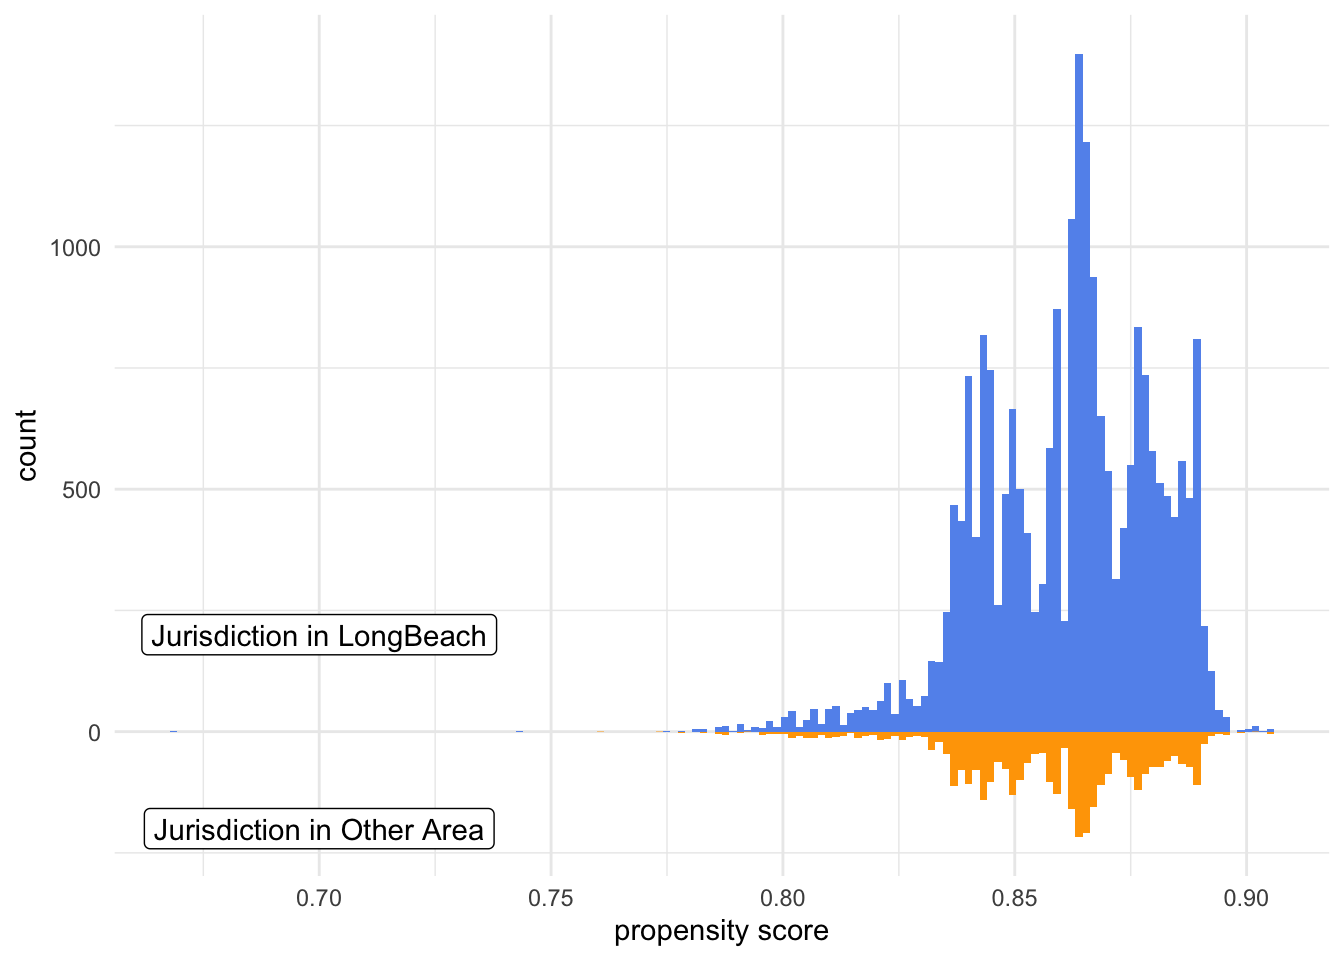 count
1000
500
0
Jurisdiction in LongBeach
Jurisdiction in Other Area
0.70 0.75 0.80 0.85 0.90
propensity score